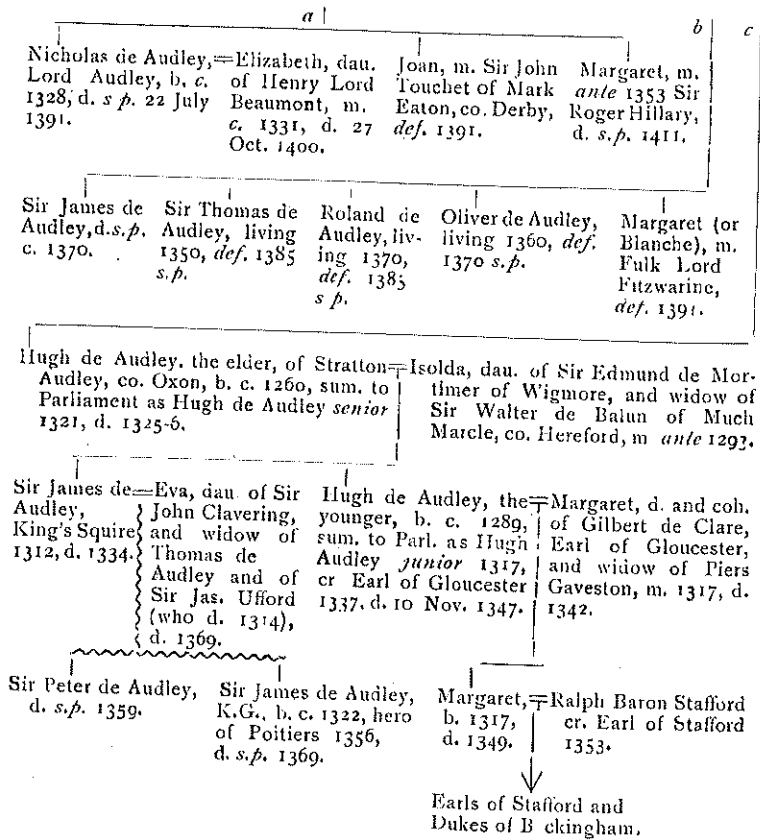 a b c
Nicholas de Audley,
Lord Audley, b. c.
1328, d. s p. 22 July
1391.
Elizabeth, dau.
of Henry Lord
Beaumont, m.
c. 1331, d. 27
Oct. 1400.
Joan, m. Sir John
Touchet of Mark
Eaton, co. Derby,
def. 1391.
Margaret, m.
ante 1353 Sir
Roger Hillary,
d. s.p. 1411.
Sir James de
Audley, d.s.p.
c. 1370.
Sir Thomas de
Audley, living
1350, def. 1385
s.p.
Roland de
Audley, liv-
ing 1370,
def. 1385
s p.
Oliver de Audley,
living 1360, def.
1370 s.p.
Margaret (or
Blanche), m.
Fulk Lord
Fitzwarine,
def. 1391.
Hugh de Audley. the elder, of Stratton
Audley, co. Oxon, b. c. 1260, sum. to
Parliament as Hugh de Audley senior
1321, d. 1325-6.
Isolda, dau. of Sir Edmund de Mor-
timer of Wigmore, and widow of
Sir Walter de Balun of Much
Marcle, co. Hereford, m ante 1293.
Sir James de
Audley,
King's Squire
1312, d. 1334.
Eva, dau of Sir
John Clavering,
and widow of
Thomas de
Audley and of
Sir Jas. Ufford
(who d. 1314),
d. 1369.
Hugh de Audley, the
younger, b. c. 1289,
sum. to Parl. as Hugh
Audley junior 1317,
cr Earl of Gloucester
1337, d. 10 Nov. 1347.
Margaret, d. and coh.
of Gilbert de Clare,
Earl of Gloucester,
and widow of Piers
Gaveston, m. 1317, d.
1342.
Sir Peter de Audley,
d. s.p. 1359.
Sir James de Audley,
K.G., b. c. 1322, hero
of Poitiers 1356,
d. s.p. 1369.
Margaret,
b. 1317,
d. 1349.
Ralph Baron Stafford
cr. Earl of Stafford
1353.
Earls of Stafford and
Dukes of B ckingham.